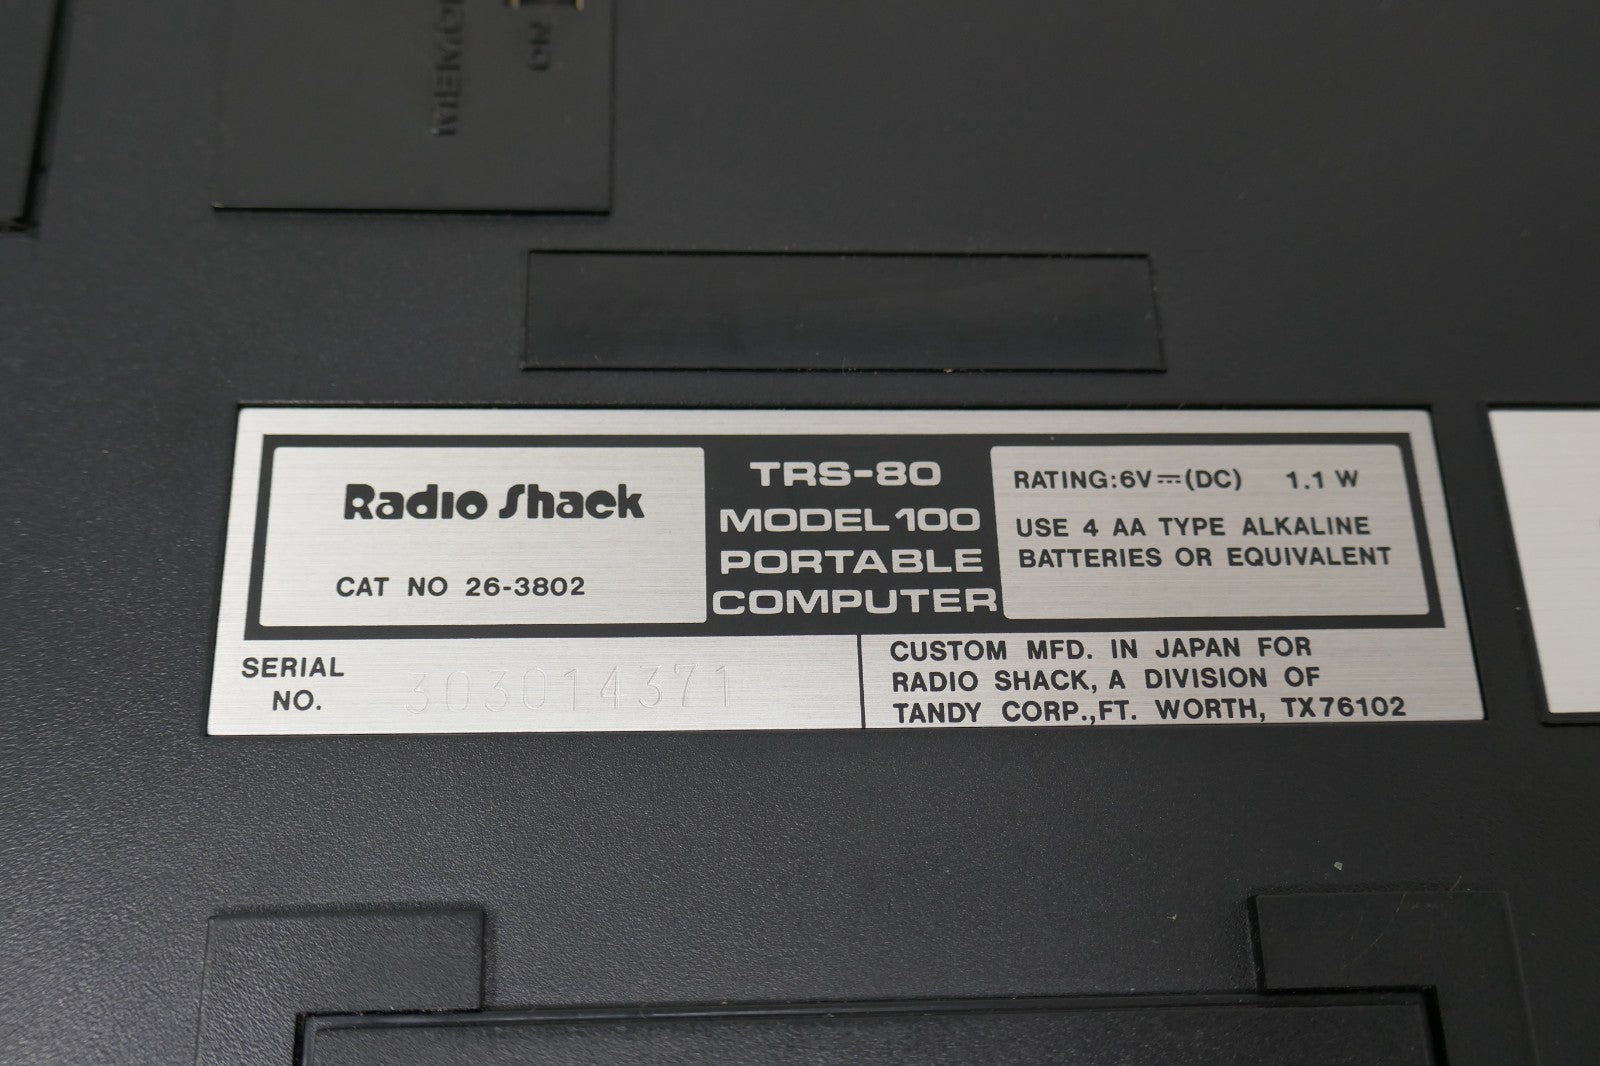 MEMORY
ON
Radio Shack
CAT NO 26-3802
TRS-80
MODEL 100
PORTABLE
COMPUTER
RATING:6V⎓(DC) 1.1 W
USE 4 AA TYPE ALKALINE
BATTERIES OR EQUIVALENT
SERIAL
NO. 303014371
CUSTOM MFD. IN JAPAN FOR
RADIO SHACK, A DIVISION OF
TANDY CORP.,FT. WORTH, TX76102